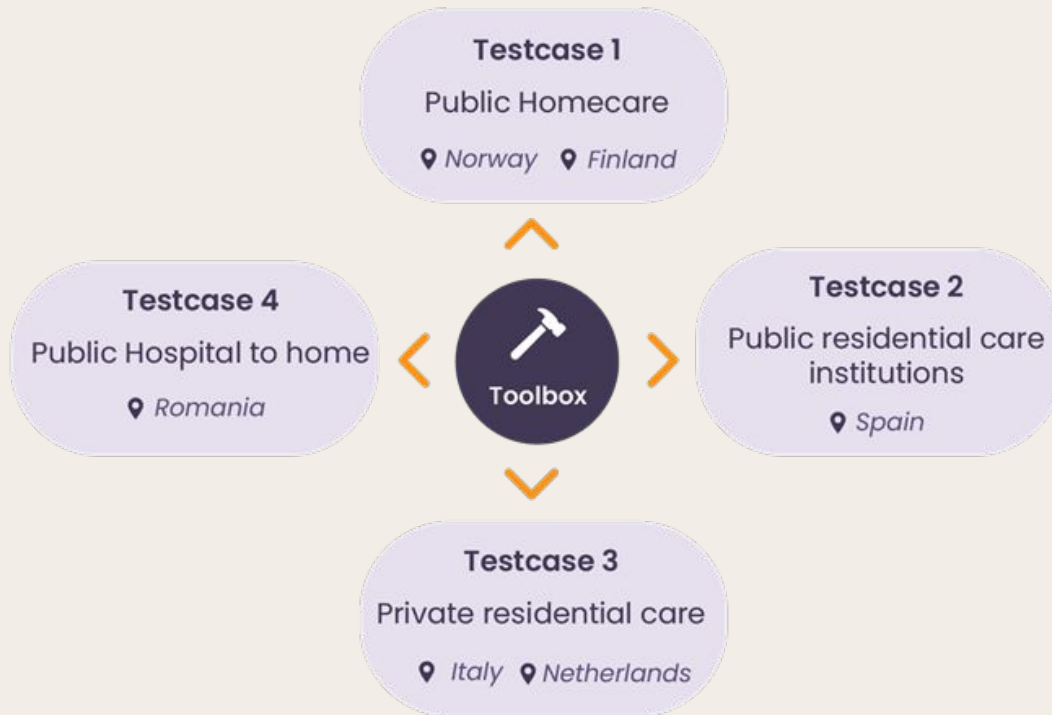 Testcase 1
Public Homecare
Norway Finland
Testcase 4
Public Hospital to home
Romania
Toolbox
Testcase 2
Public residential care
institutions
Spain
Testcase 3
Private residential care
Italy Netherlands